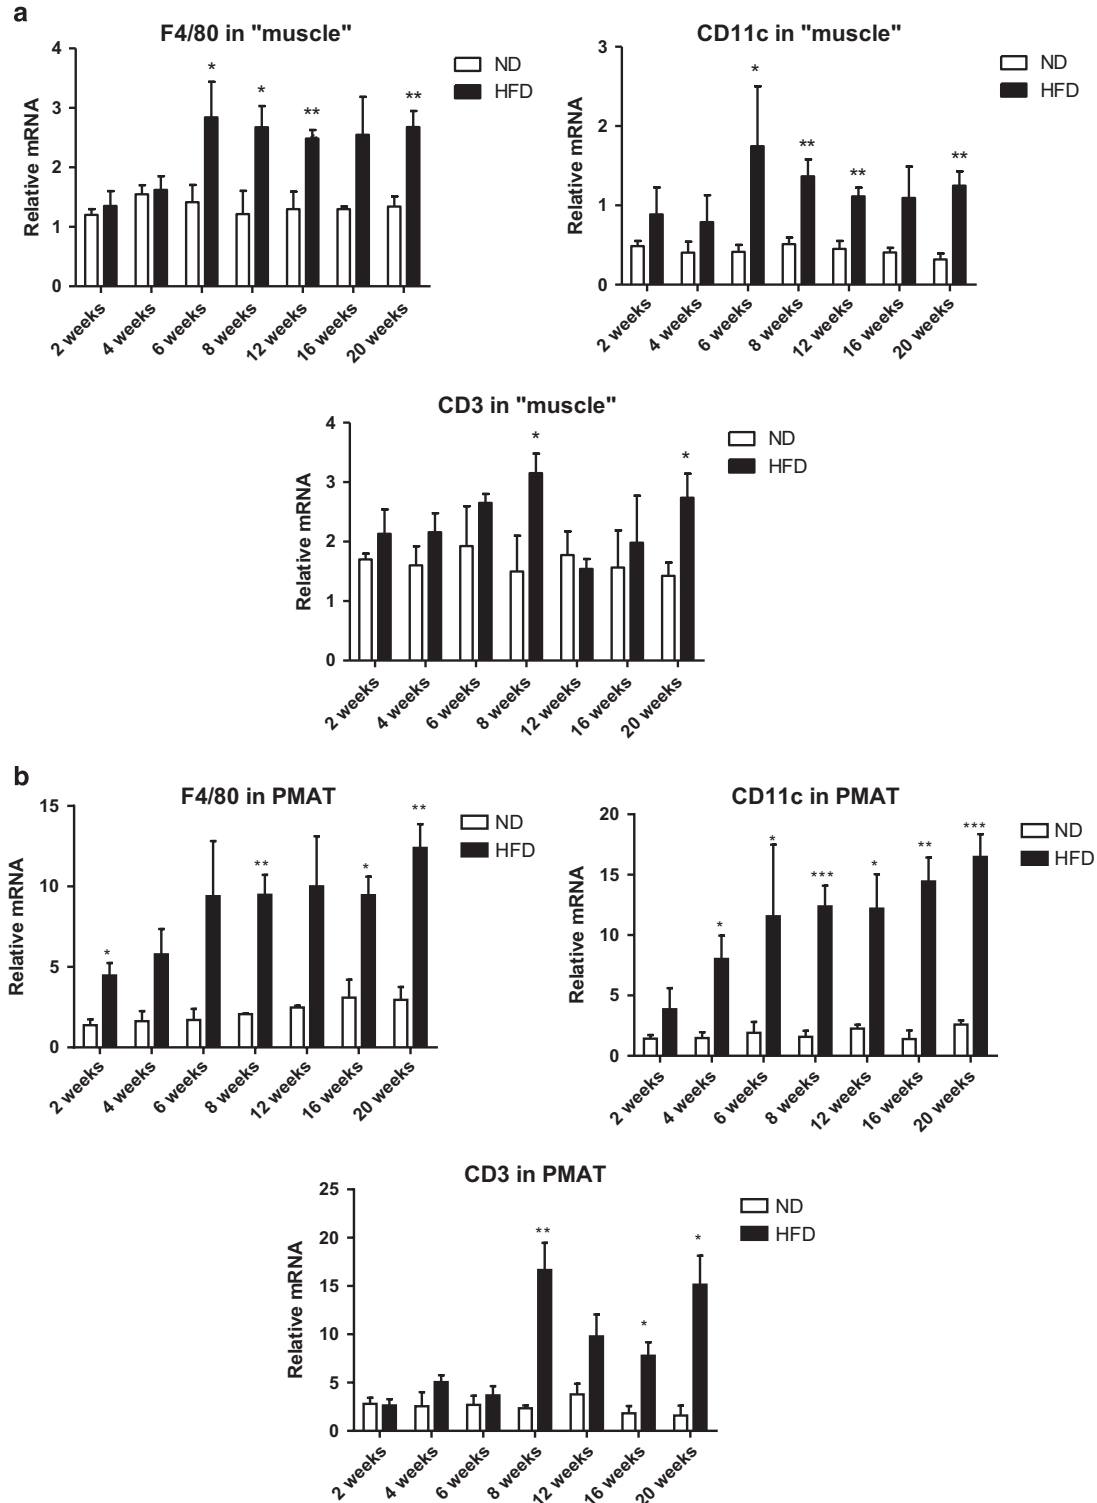 a
F4/80 in "muscle"
Relative mRNA
4
3
2
1
0
*
*
**
**
ND
HFD
2 weeks
4 weeks
6 weeks
8 weeks
12 weeks
16 weeks
20 weeks
CD11c in "muscle"
Relative mRNA
3
2
1
0
*
**
**
**
ND
HFD
2 weeks
4 weeks
6 weeks
8 weeks
12 weeks
16 weeks
20 weeks
CD3 in "muscle"
Relative mRNA
4
3
2
1
0
*
*
ND
HFD
2 weeks
4 weeks
6 weeks
8 weeks
12 weeks
16 weeks
20 weeks
b
F4/80 in PMAT
Relative mRNA
15
10
5
0
*
**
*
**
ND
HFD
2 weeks
4 weeks
6 weeks
8 weeks
12 weeks
16 weeks
20 weeks
CD11c in PMAT
Relative mRNA
20
15
10
5
0
*
*
***
*
**
***
ND
HFD
2 weeks
4 weeks
6 weeks
8 weeks
12 weeks
16 weeks
20 weeks
CD3 in PMAT
Relative mRNA
25
20
15
10
5
0
**
*
*
ND
HFD
2 weeks
4 weeks
6 weeks
8 weeks
12 weeks
16 weeks
20 weeks